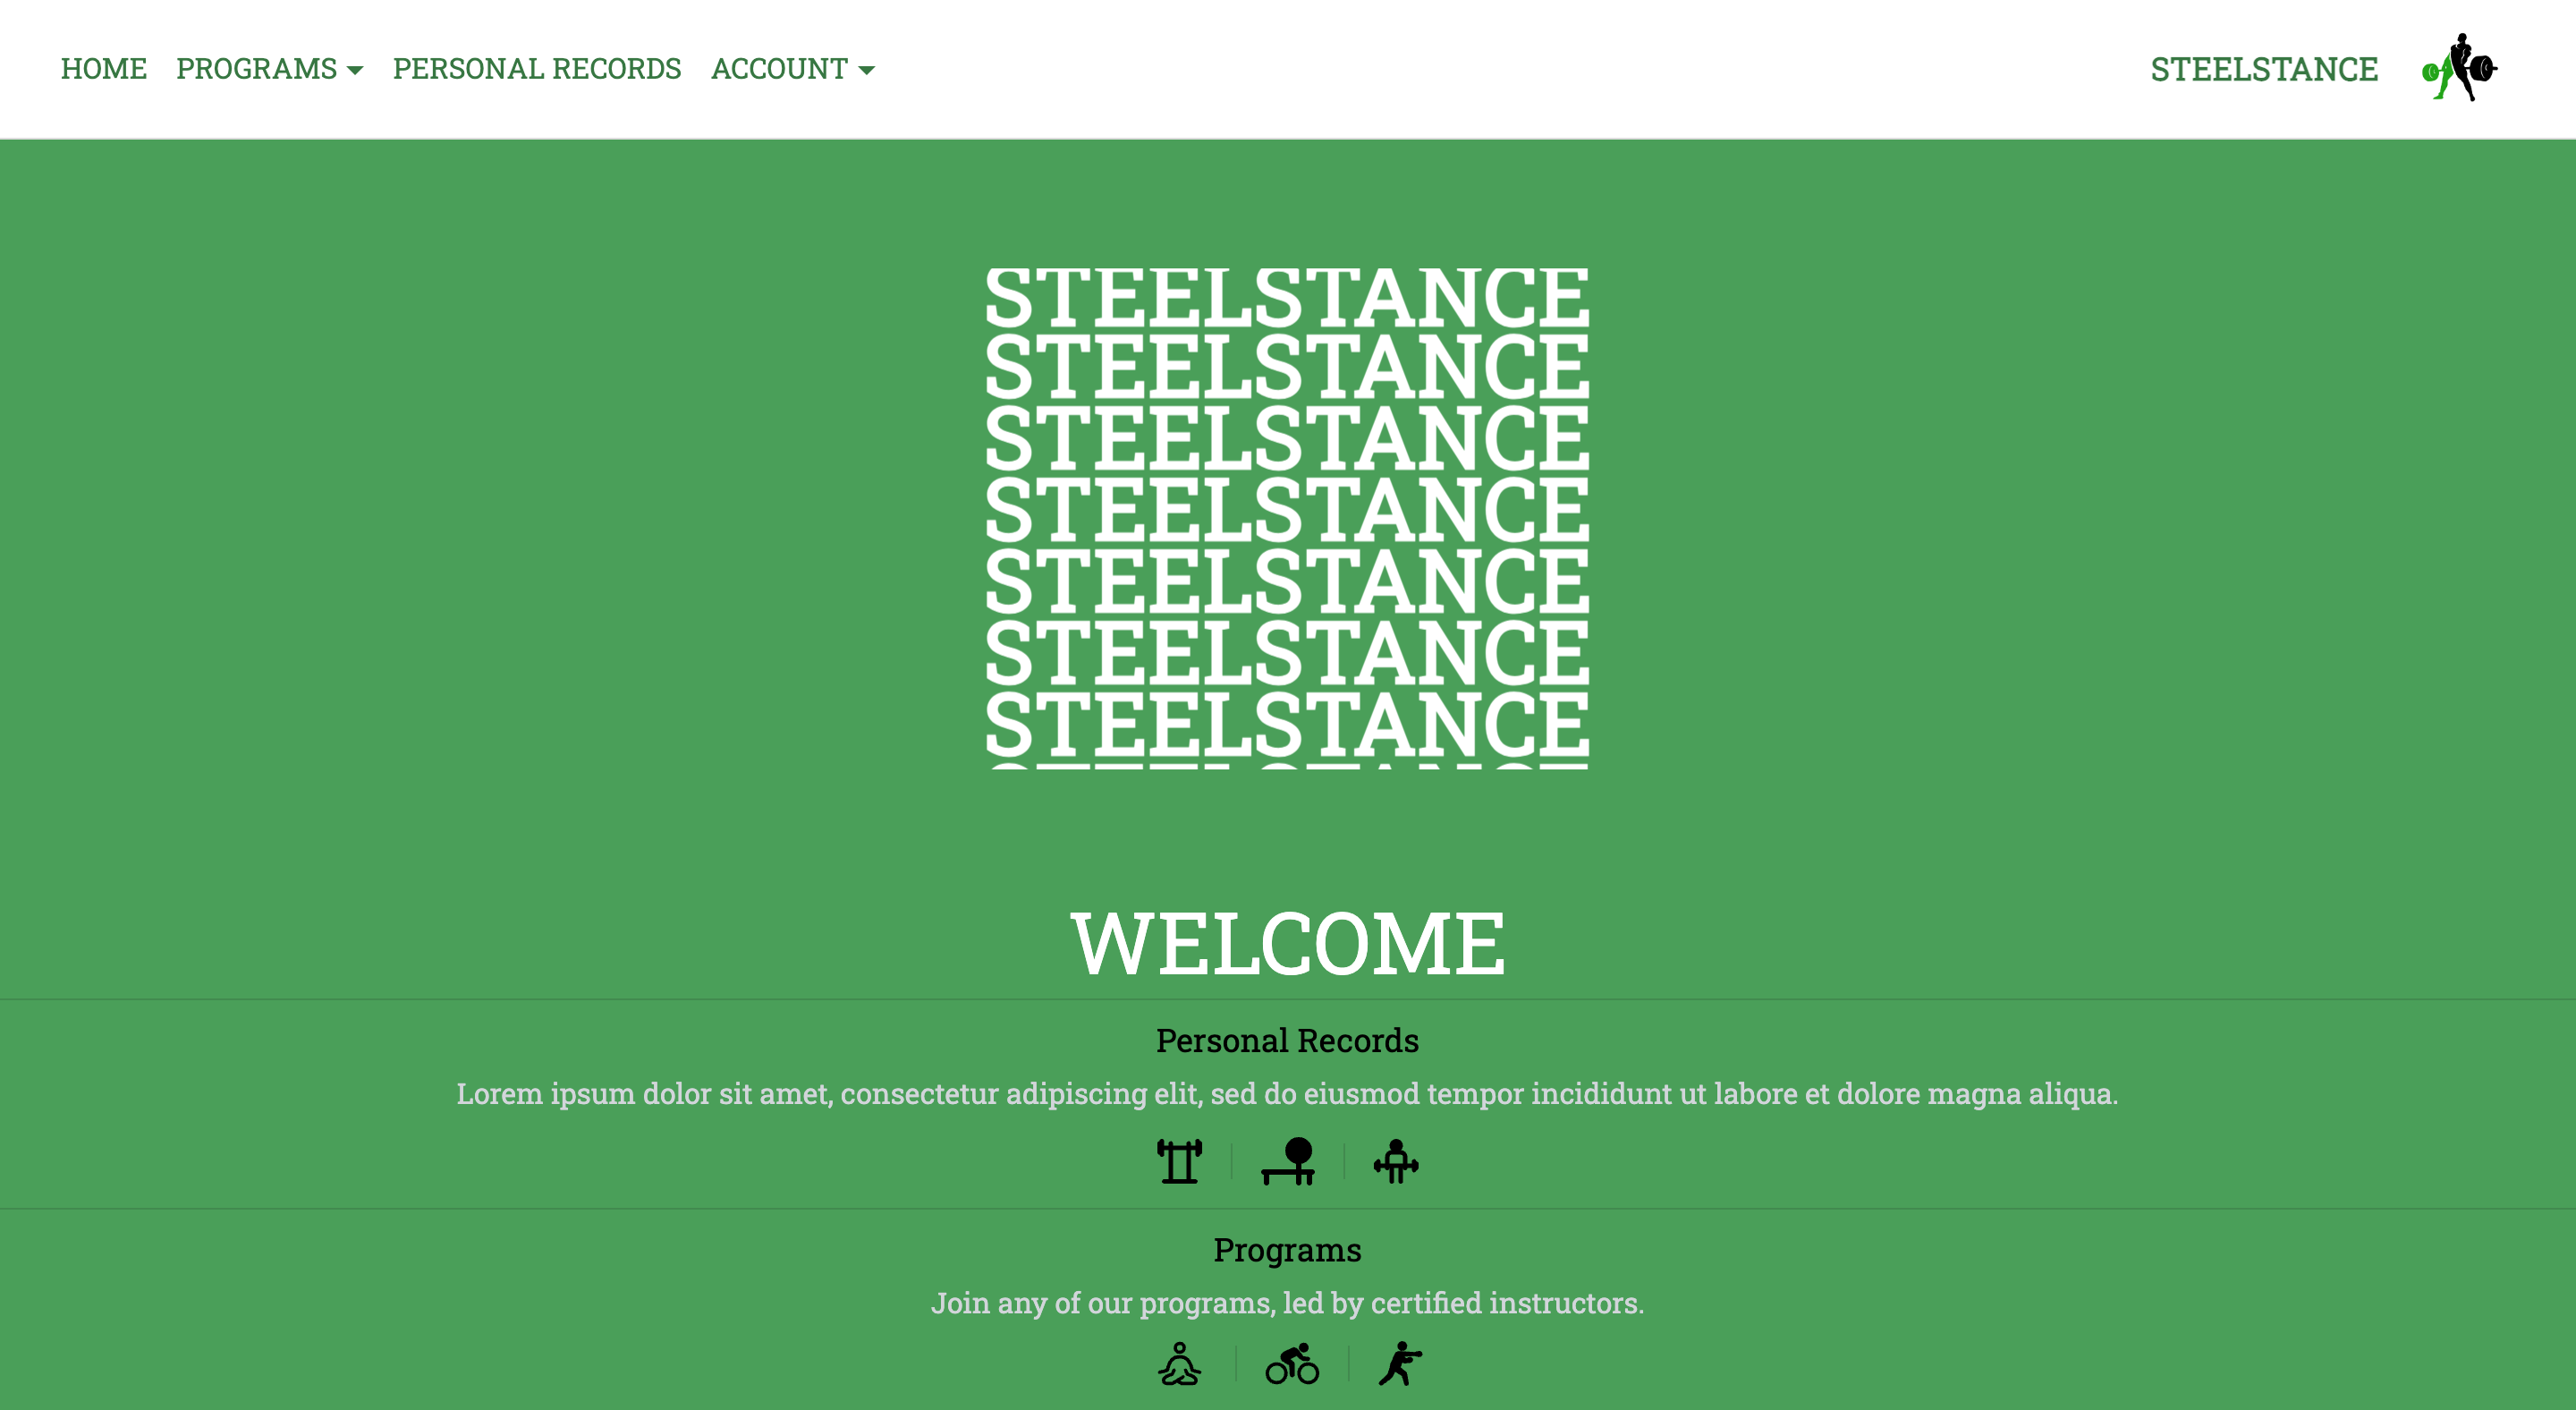 HOME PROGRAMS PERSONAL RECORDS ACCOUNT STEELSTANCE
STEELSTANCE
STEELSTANCE
STEELSTANCE
STEELSTANCE
STEELSTANCE
STEELSTANCE
STEELSTANCE
WELCOME
Personal Records
Lorem ipsum dolor sit amet, consectetur adipiscing elit, sed do eiusmod tempor incididunt ut labore et dolore magna aliqua.
Programs
Join any of our programs, led by certified instructors.